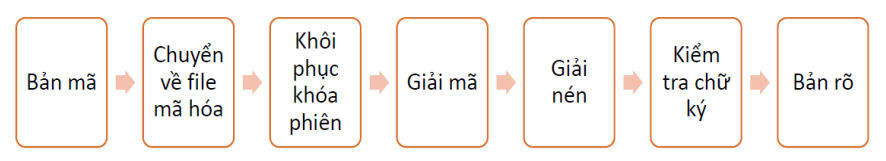 Bản mã
Chuyển
về file
mã hóa
Khôi
phục
khóa
phiên
Giải mã
Giải
nén
Kiểm
tra chữ
ký
Bản rõ